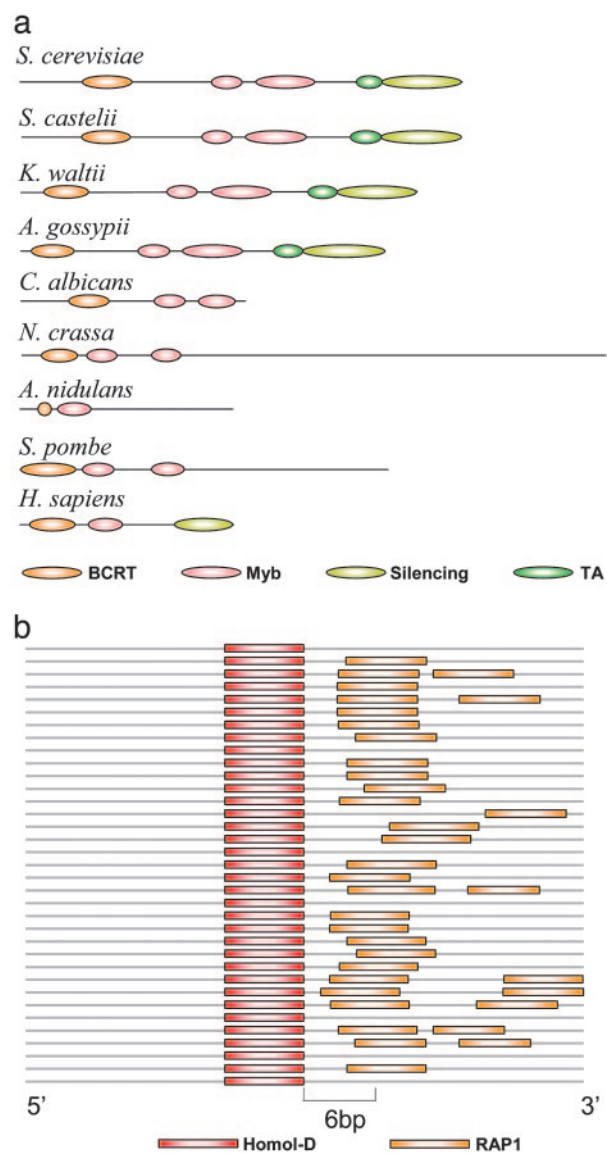 a
S. cerevisiae
S. castelii
K. waltii
A. gossypii
C. albicans
N. crassa
A. nidulans
S. pombe
H. sapiens
BCRT Myb Silencing TA
b
5' 3'
6bp
Homol-D RAP1